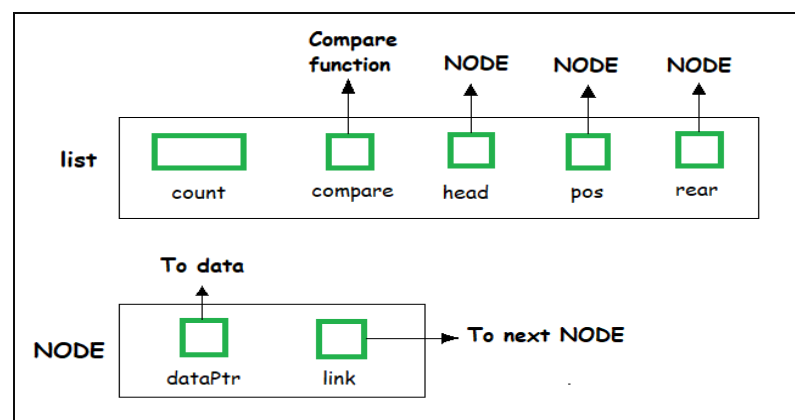 Compare
function
NODE
NODE
NODE
list
count
compare
head
pos
rear
To data
NODE
To next NODE
dataPtr
link